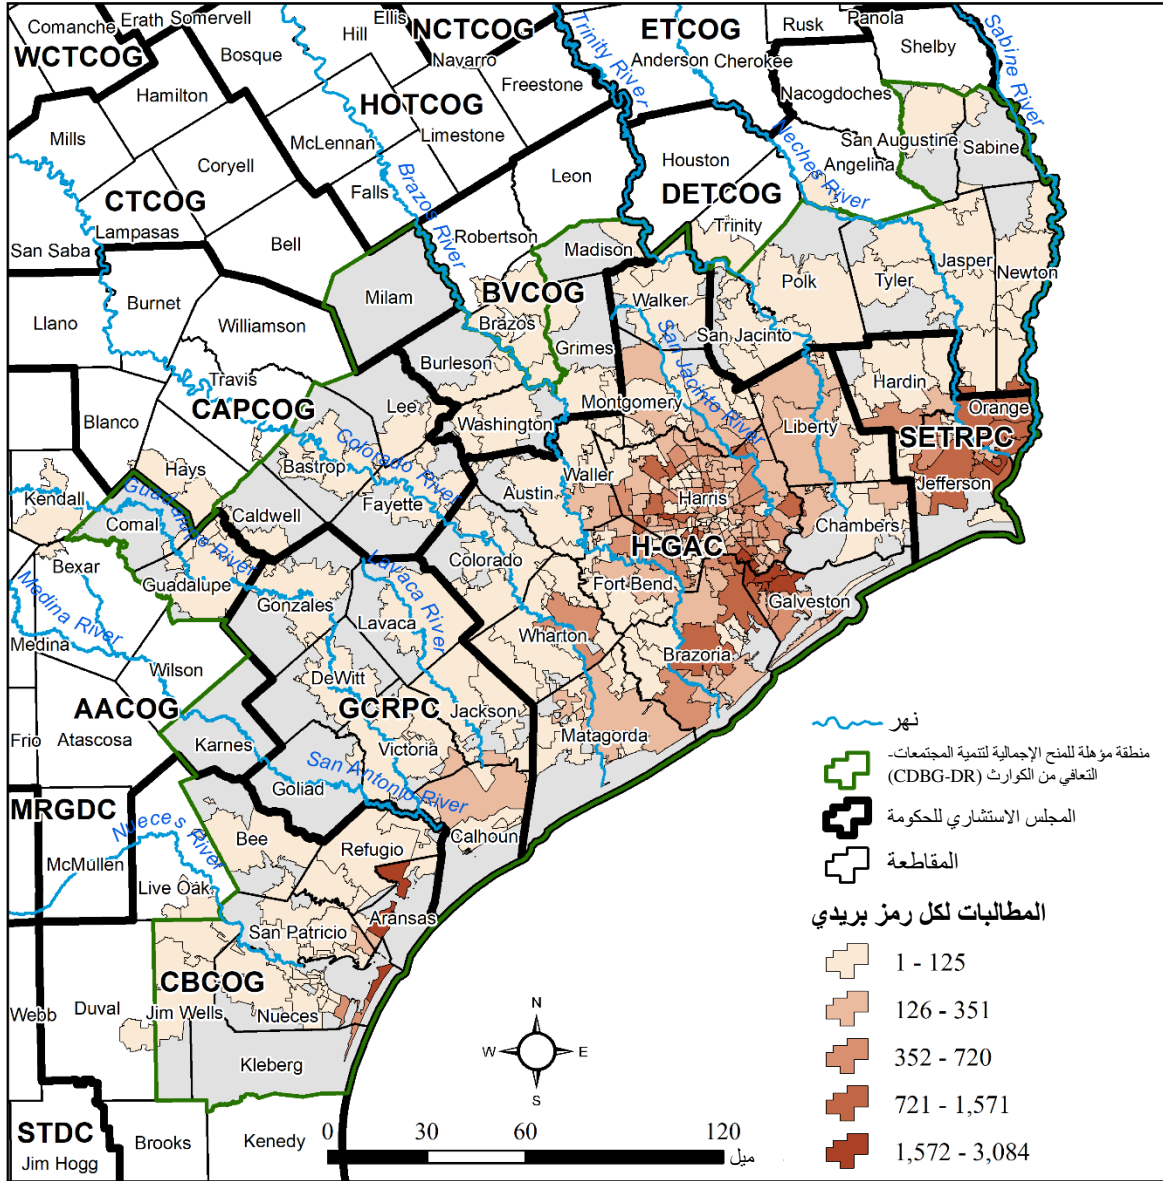 Comanche
Erath
Somervell
Ellis
Hill
NCTCOG
ETCOG
Rusk
Panola
WCTCOG
Bosque
Navarro
Trinity River
Anderson
Cherokee
Shelby
Sabine River
Hamilton
HOTCOG
Freestone
Nacogdoches
Mills
McLennan
Limestone
Neches River
San Augustine
Sabine
Coryell
Houston
Angelina
Falls
Brazos River
Leon
CTCOG
DETCOG
Lampasas
Trinity
San Saba
Bell
Robertson
Madison
Jasper
Newton
Burnet
Milam
BVCOG
Walker
Polk
Tyler
Llano
Williamson
Brazos
San Jacinto
San Jacinto River
Burleson
Grimes
Travis
Hardin
Blanco
CAPCOG
Lee
Washington
Montgomery
Liberty
Orange
SETRPC
Hays
Bastrop
Colorado River
Waller
Jefferson
Kendall
Guadalupe River
Fayette
Austin
Harris
Comal
Caldwell
Chambers
Bexar
Lavaca River
Colorado
H-GAC
Medina River
Guadalupe
Gonzales
Fort Bend
Galveston
Lavaca
Wharton
Medina
Wilson
Brazoria
DeWitt
AACOG
GCRPC
Jackson
Frio
Atascosa
Karnes
Victoria
Matagorda
San Antonio River
Goliad
MRGDC
Nueces River
Bee
Refugio
Calhoun
McMullen
Live Oak
Aransas
San Patricio
CBCOG
Webb
Duval
Jim Wells
Nueces
Kleberg
STDC
Jim Hogg
Brooks
Kenedy
نهر
منطقة مؤهلة للمنح الإجمالية لتنمية المجتمعات-
التعافي من الكوارث (CDBG-DR)
المجلس الاستشاري للحكومة
المقاطعة
المطالبات لكل رمز بريدي
1 - 125
126 - 351
352 - 720
721 - 1,571
1,572 - 3,084
N
W
E
S
0 30 60 120
ميل